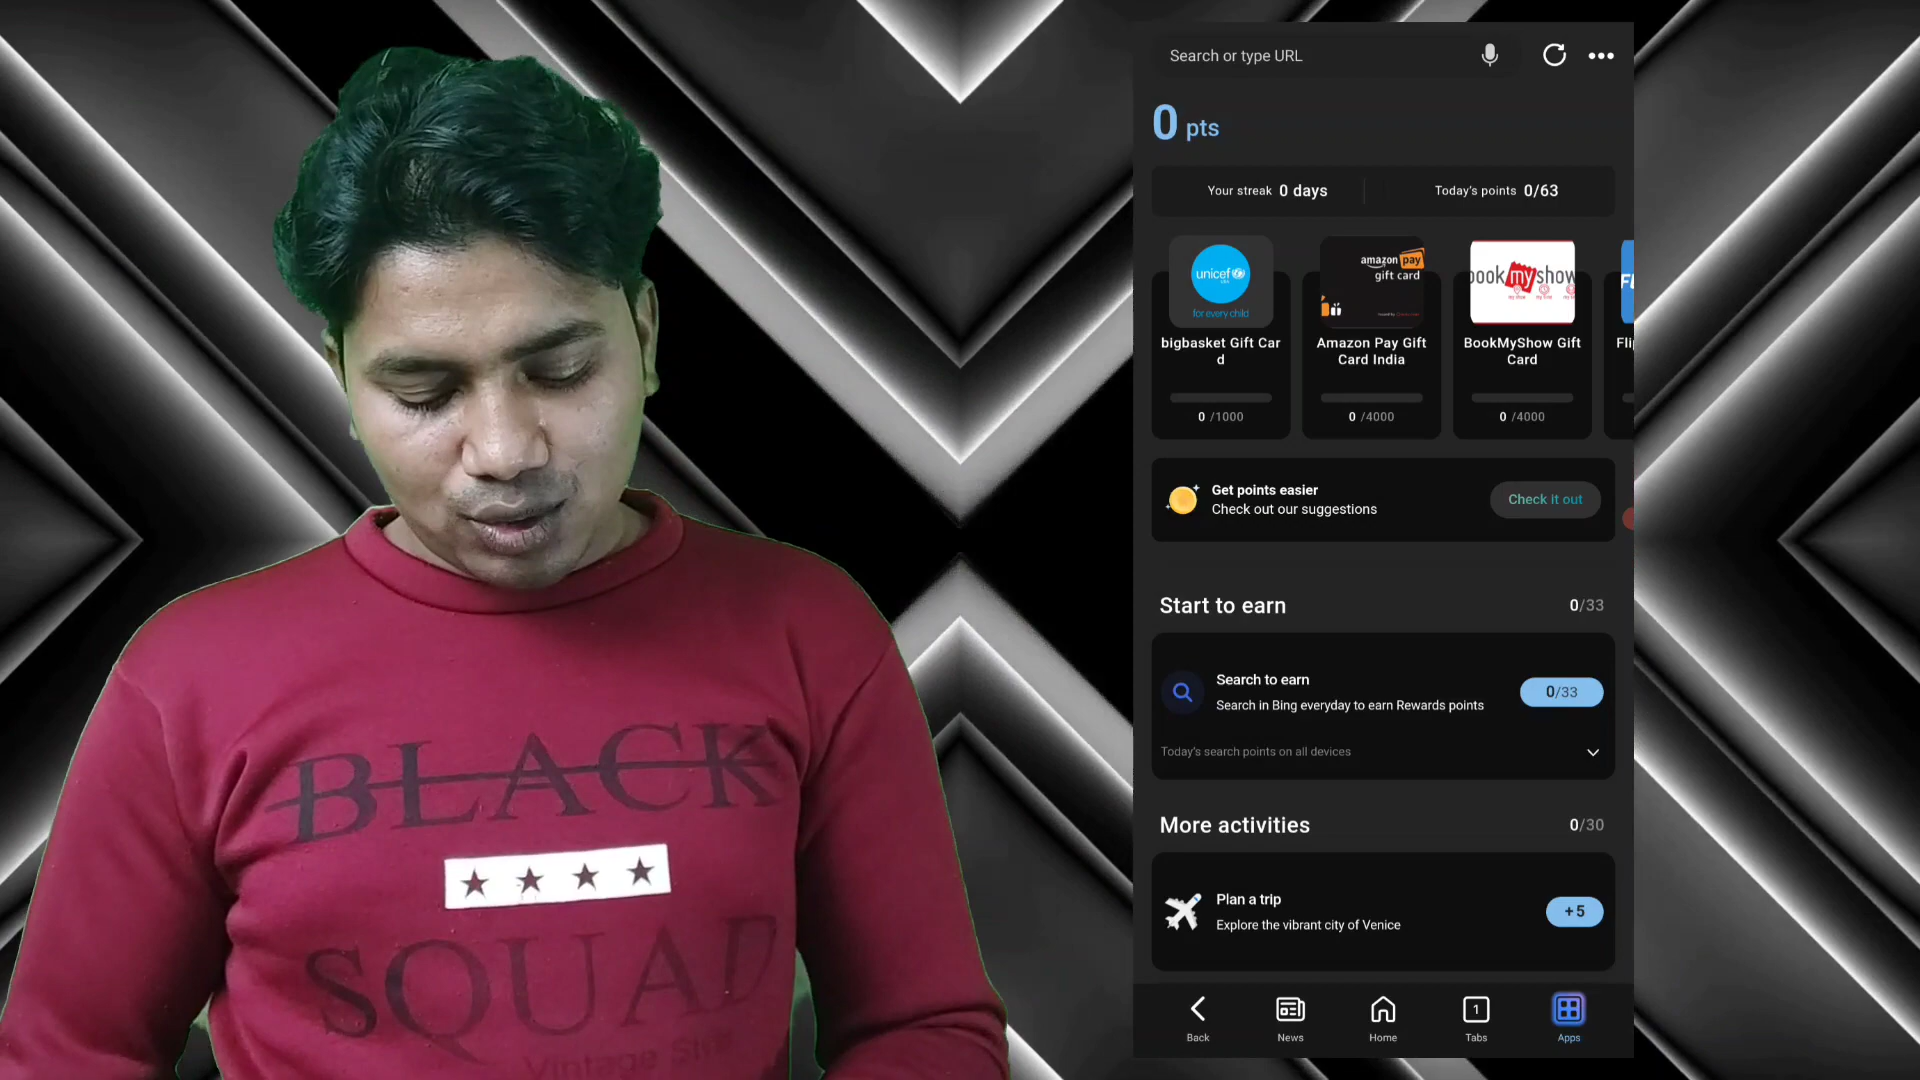 Search or type URL
0 pts
Your streak 0 days
Today's points 0/63
unicef
for every child
bigbasket Gift Car
d
0 /1000
amazon pay
gift card
Amazon Pay Gift
Card India
0 /4000
bookmyshow
BookMyShow Gift
Card
0 /4000
Get points easier
Check out our suggestions
Check it out
Start to earn
0/33
Search to earn
Search in Bing everyday to earn Rewards points
0/33
Today's search points on all devices
More activities
0/30
Plan a trip
Explore the vibrant city of Venice
+5
Back
News
Home
1
Tabs
Apps
BLACK
SQUAD
Vintage